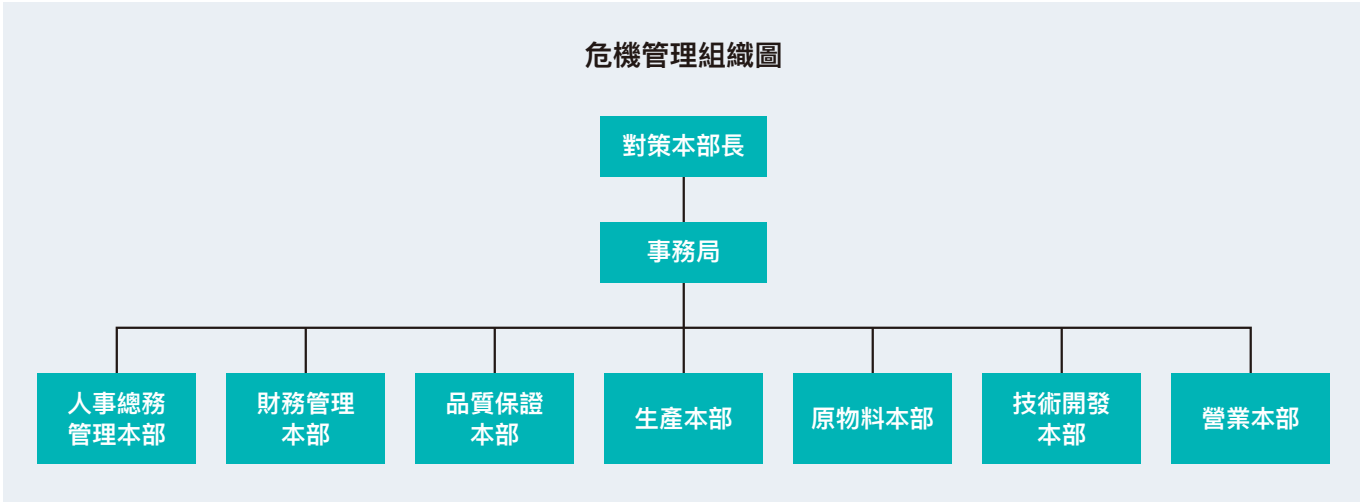 危機管理組織圖
對策本部長
事務局
人事總務
管理本部
財務管理
本部
品質保證
本部
生產本部
原物料本部
技術開發
本部
營業本部